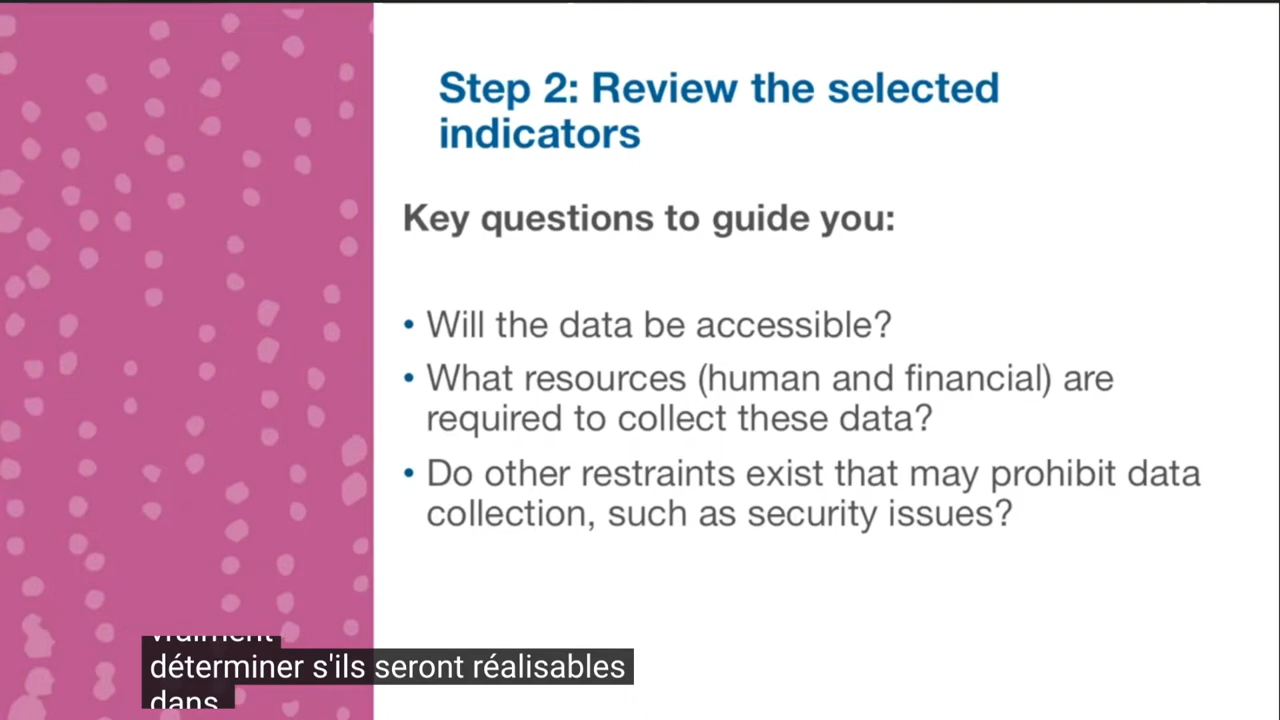 Step 2: Review the selected
indicators
Key questions to guide you:
• Will the data be accessible?
• What resources (human and financial) are
required to collect these data?
• Do other restraints exist that may prohibit data
collection, such as security issues?
vraiment
déterminer s'ils seront réalisables
dans